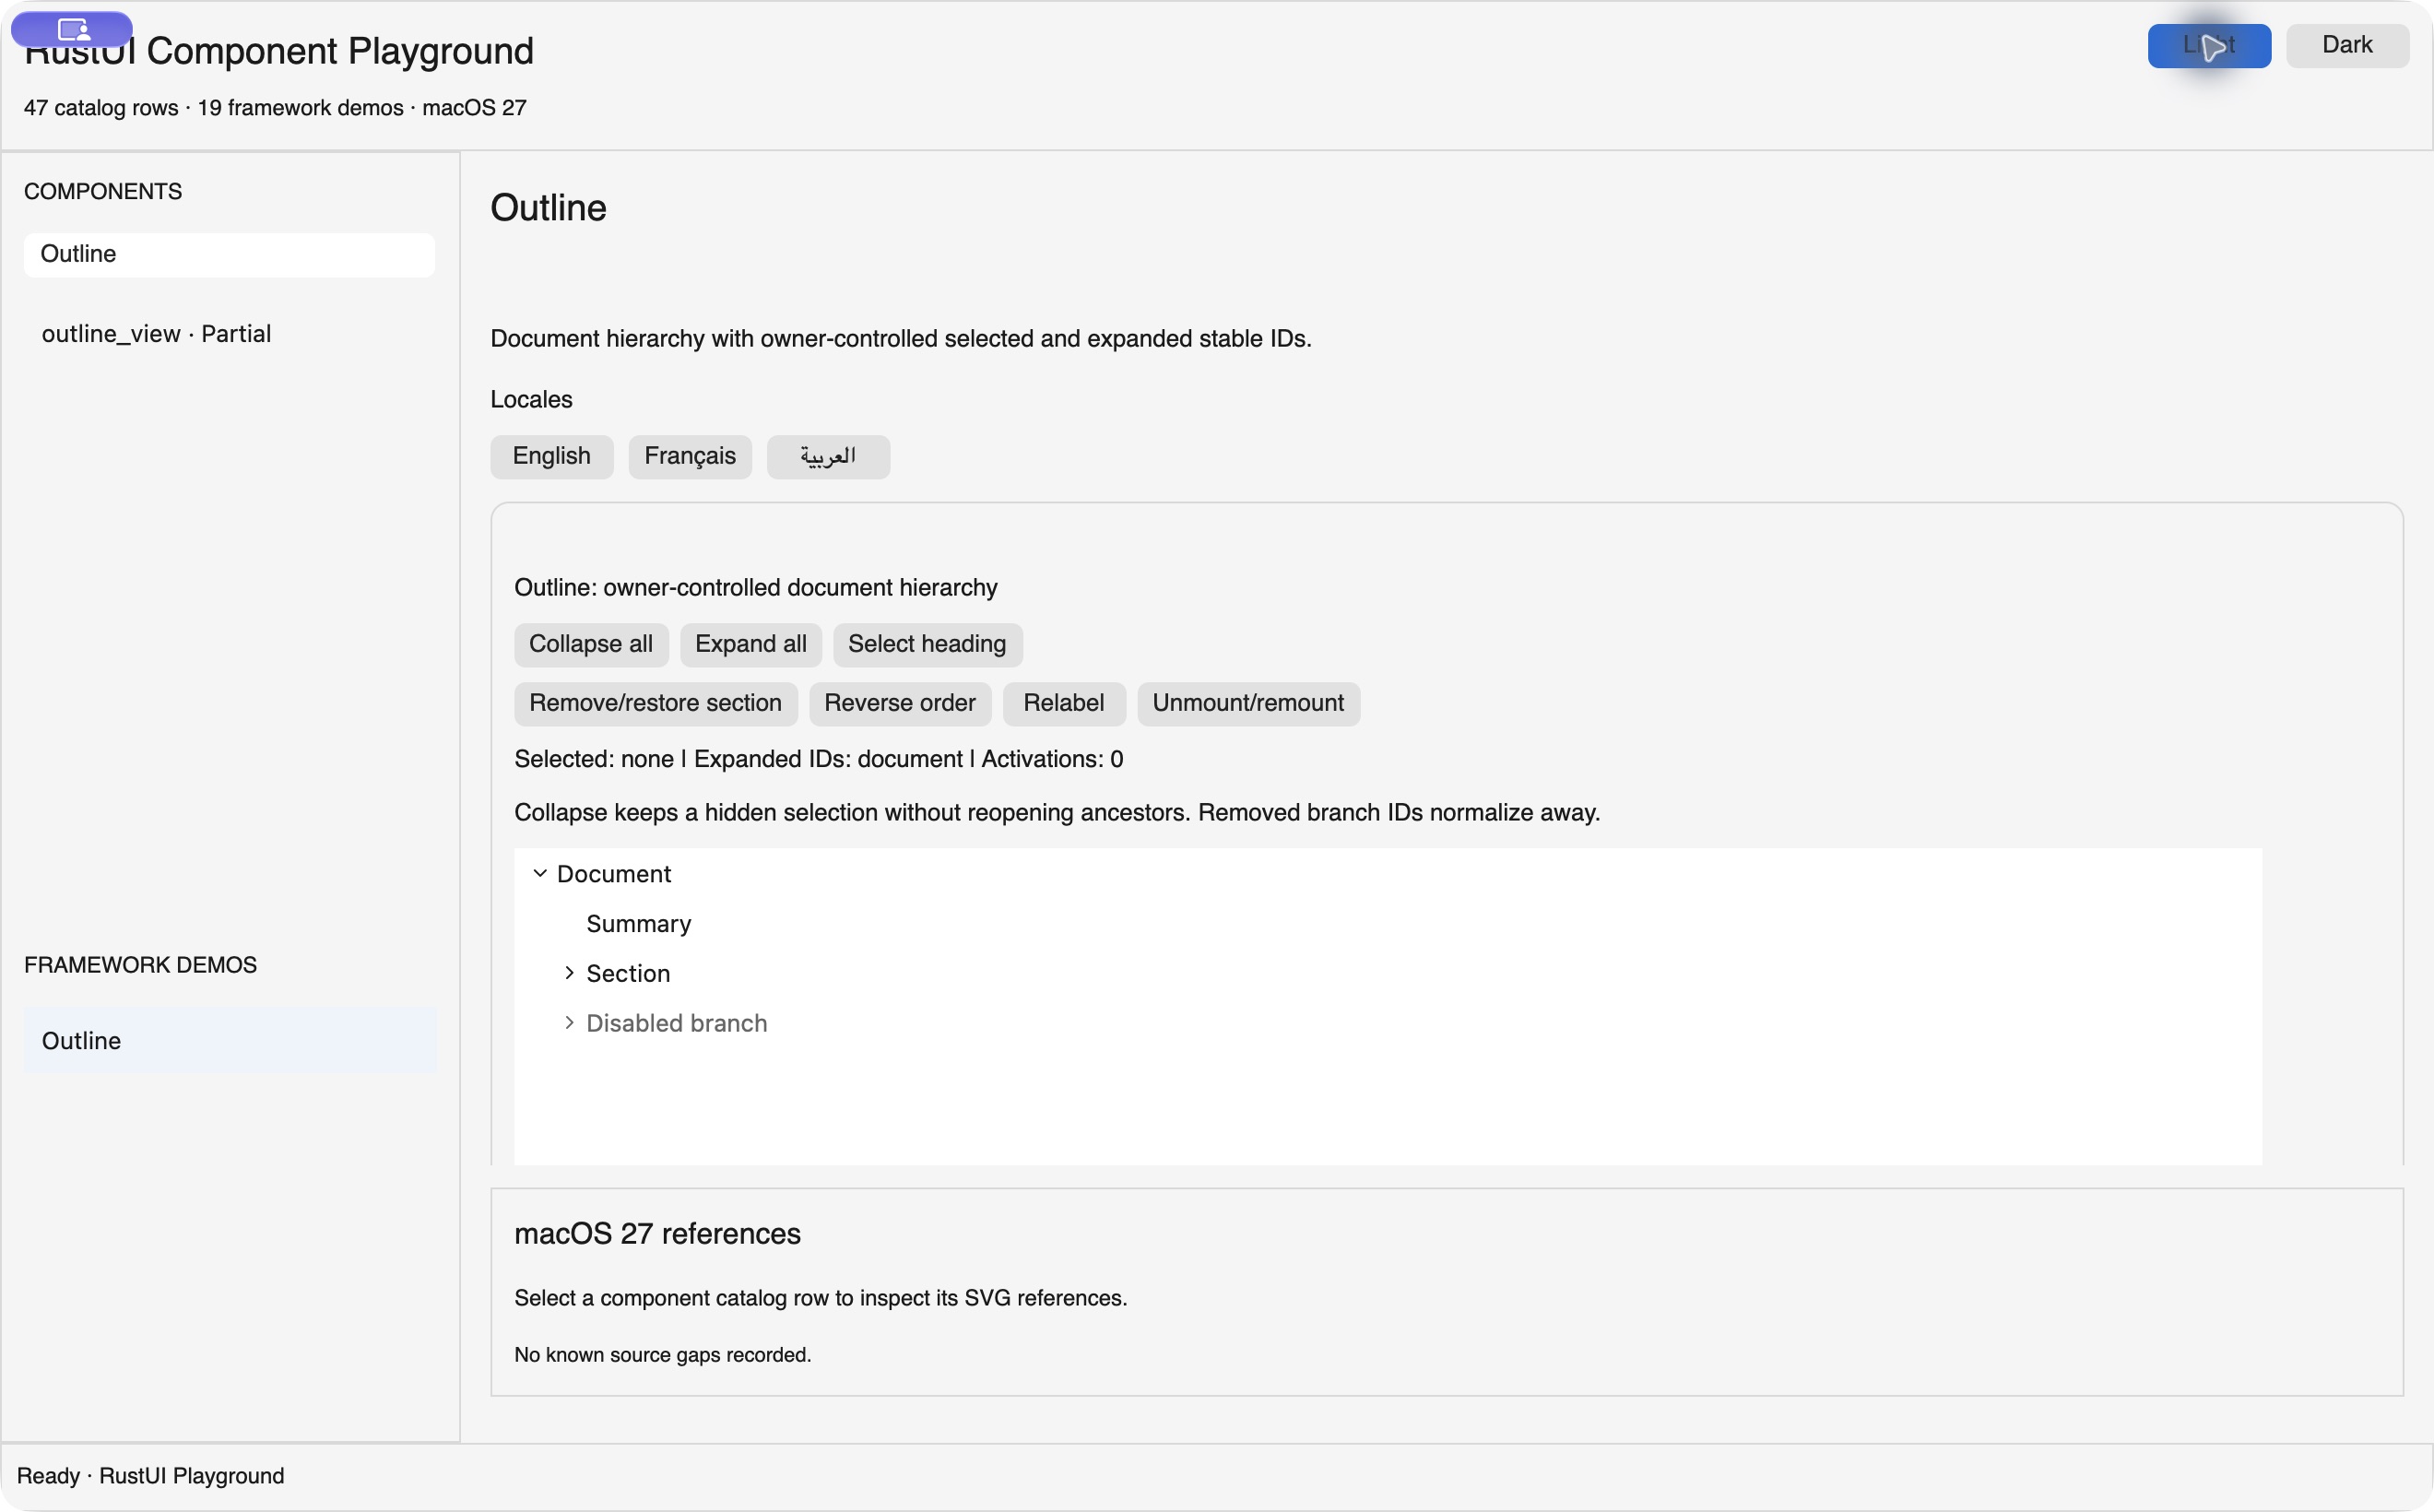 RustUI Component Playground
Light
Dark
47 catalog rows · 19 framework demos · macOS 27
COMPONENTS
Outline
outline_view · Partial
FRAMEWORK DEMOS
Outline
Outline
Document hierarchy with owner-controlled selected and expanded stable IDs.
Locales
English
Français
العربية
Outline: owner-controlled document hierarchy
Collapse all
Expand all
Select heading
Remove/restore section
Reverse order
Relabel
Unmount/remount
Selected: none | Expanded IDs: document | Activations: 0
Collapse keeps a hidden selection without reopening ancestors. Removed branch IDs normalize away.
Document
Summary
Section
Disabled branch
macOS 27 references
Select a component catalog row to inspect its SVG references.
No known source gaps recorded.
Ready · RustUI Playground